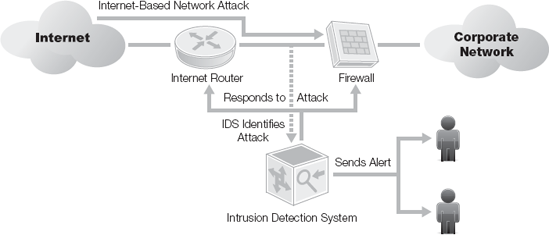 Internet-Based Network Attack
Internet
Corporate
Network
Internet Router
Firewall
Responds to Attack
IDS Identifies
Attack
Sends Alert
Intrusion Detection System